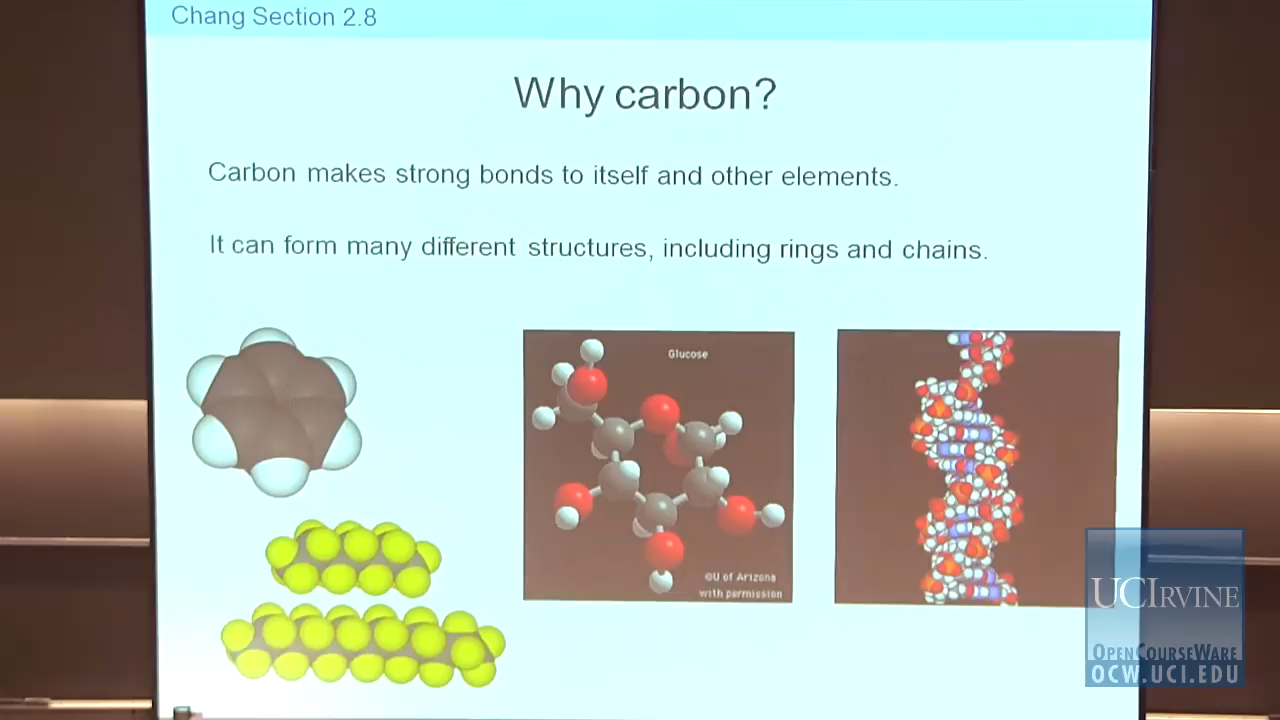 Chang Section 2.8
Why carbon?
Carbon makes strong bonds to itself and other elements.
It can form many different structures, including rings and chains.
Glucose
©U of Arizona
with permission
UCIRVINE
OPENCOURSEWARE
OCW.UCI.EDU